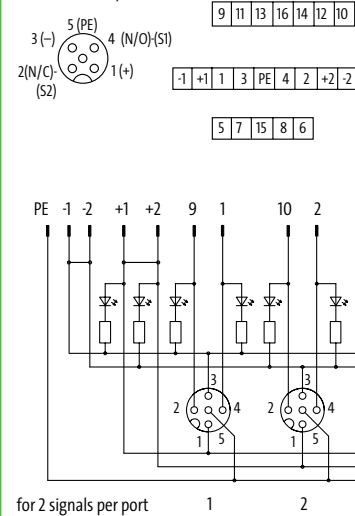 5 (PE)
3 (–) 4 (N/O)-(S1)
2(N/C)- 1 (+)
(S2)
9 11 13 16 14 12 10
-1 +1 1 3 PE 4 2 +2 -2
5 7 15 8 6
PE -1 -2 +1 +2 9 1 10 2
3 3
2 4 2 4
1 5 1 5
for 2 signals per port 1 2